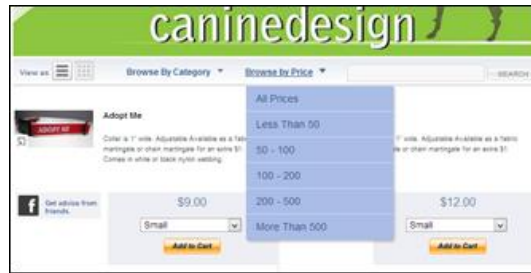 caninedesign
View as
Browse By Category
Browse by Price
SEARCH
All Prices
Less Than 50
50 - 100
100 - 200
200 - 500
More Than 500
Adopt Me
ADOPT ME
Collar is 1" wide. Adjustable Available as a fabric
martingale or chain martingale for an extra $1.
Comes in white or black nylon webbing.
1" wide. Adjustable Available as a fabric
or chain martingale for an extra $1.
f
Get advice from
friends.
$9.00
Small
Add to Cart
$12.00
Small
Add to Cart